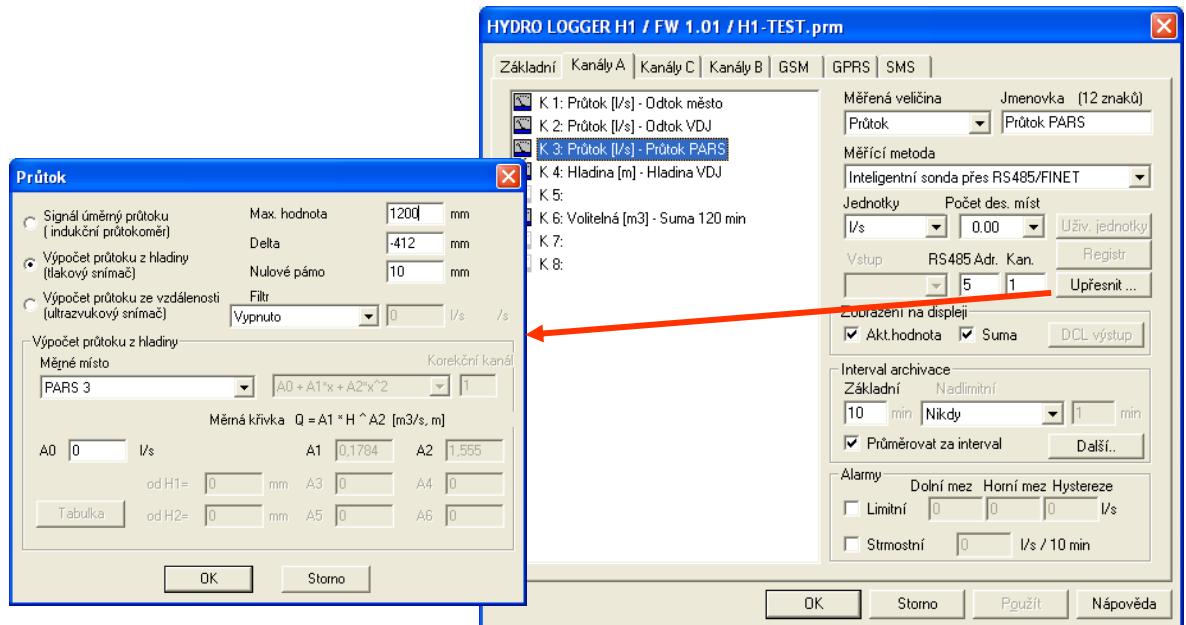 HYDRO LOGGER H1 / FW 1.01 / H1-TEST.prm
Základní Kanály A Kanály C Kanály B GSM GPRS SMS
K 1: Průtok [l/s] - Odtok město
K 2: Průtok [l/s] - Odtok VDJ
K 3: Průtok [l/s] - Průtok PARS
K 4: Hladina [m] - Hladina VDJ
K 5:
K 6: Volitelná [m3] - Suma 120 min
K 7:
K 8:
Měřená veličina Jmenovka (12 znaků)
Průtok Průtok PARS
Měřící metoda
Inteligentní sonda přes RS485/FINET
Jednotky Počet des. míst
l/s 0.00 Uživ. jednotky
Vstup RS485 Adr. Kan. Registr
5 1 Upřesnit ...
Zobrazení na displeji
Akt.hodnota Suma DCL výstup
Interval archivace
Základní Nadlimitní
10 min Nikdy 1 min
Průměrovat za interval Další..
Alarmy
Dolní mez Horní mez Hystereze
Limitní 0 0 0 l/s
Strmostní 0 l/s / 10 min
OK Storno Použít Nápověda
Průtok
Signál úměrný průtoku
( indukční průtokoměr)
Max. hodnota 1200 mm
Delta -412 mm
Výpočet průtoku z hladiny
(tlakový snímač)
Nulové pámo 10 mm
Výpočet průtoku ze vzdálenosti
(ultrazvukový snímač)
Filtr
Vypnuto 0 l/s /s
Výpočet průtoku z hladiny
Měrné místo Korekční kanál
PARS 3 A0 + A1*x + A2*x^2 1
Měrná křivka Q = A1 * H ^ A2 [m3/s, m]
A0 0 l/s A1 0,1784 A2 1,555
od H1= 0 mm A3 0 A4 0
Tabulka od H2= 0 mm A5 0 A6 0
OK Storno